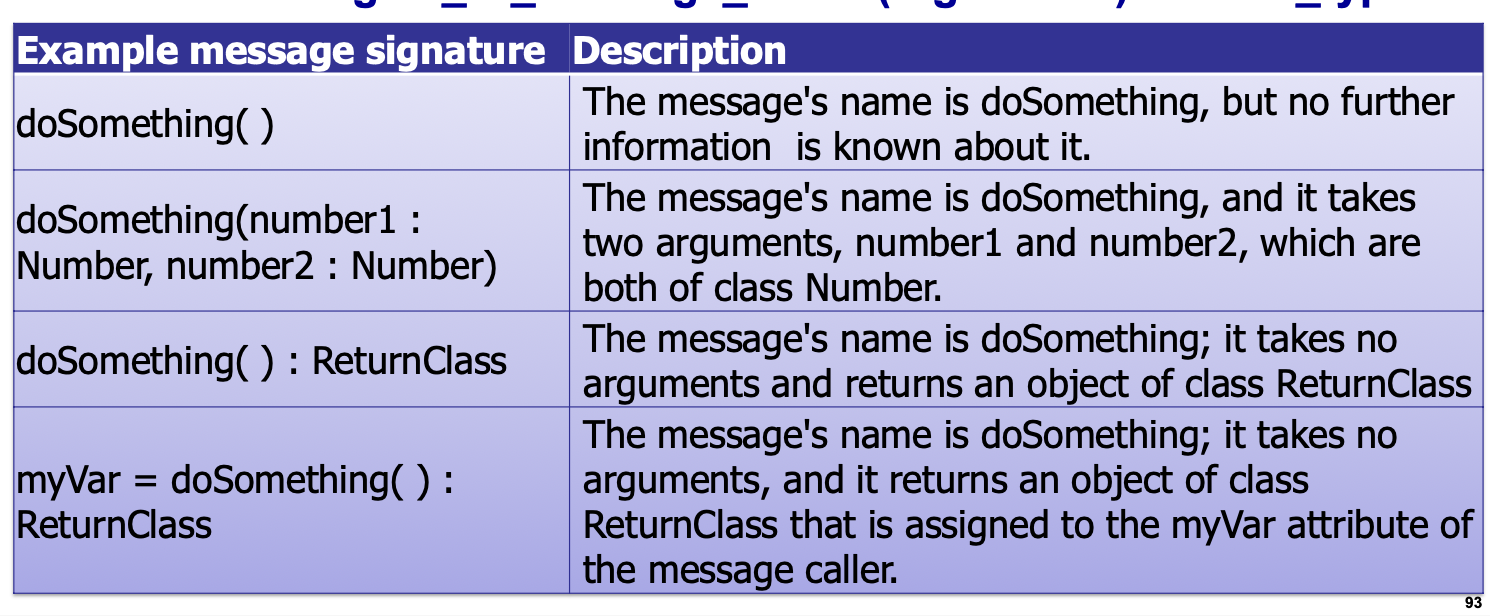 Example message signature
Description
doSomething( )
The message's name is doSomething, but no further
information is known about it.
doSomething(number1 :
Number, number2 : Number)
The message's name is doSomething, and it takes
two arguments, number1 and number2, which are
both of class Number.
doSomething( ) : ReturnClass
The message's name is doSomething; it takes no
arguments and returns an object of class ReturnClass
myVar = doSomething( ) :
ReturnClass
The message's name is doSomething; it takes no
arguments, and it returns an object of class
ReturnClass that is assigned to the myVar attribute of
the message caller.
93